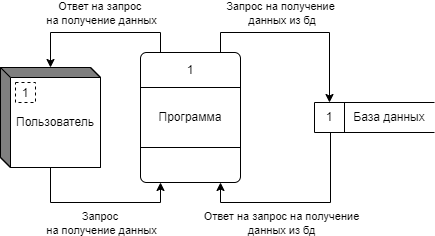 Ответ на запрос
на получение данных
Запрос на получение
данных из бд
1
Пользователь
1
Программа
1
База данных
Запрос
на получение данных
Ответ на запрос на получение
данных из бд